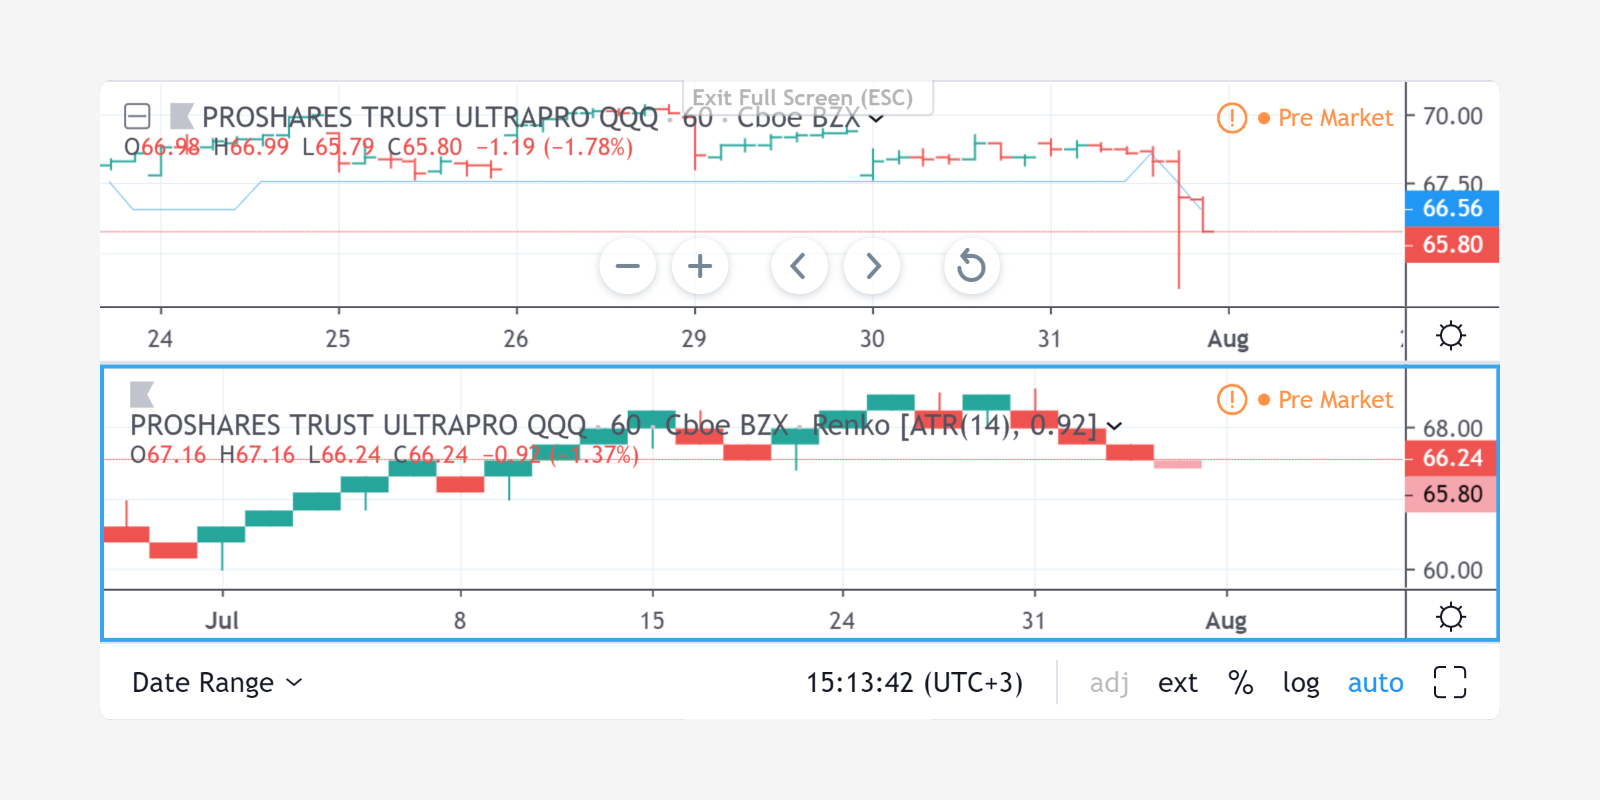 Exit Full Screen (ESC)
PROSHARES TRUST ULTRAPRO QQQ · 60 · Cboe BZX
Pre Market
O66.98 H66.99 L65.79 C65.80 −1.19 (−1.78%)
70.00
67.50
66.56
65.80
24 25 26 29 30 31 Aug
Pre Market
PROSHARES TRUST ULTRAPRO QQQ · 60 · Cboe BZX · Renko [ATR(14), 0.92]
O67.16 H67.16 L66.24 C66.24 −0.92 (−1.37%)
68.00
66.24
65.80
60.00
Jul 8 15 24 31 Aug
Date Range 15:13:42 (UTC+3) adj ext % log auto